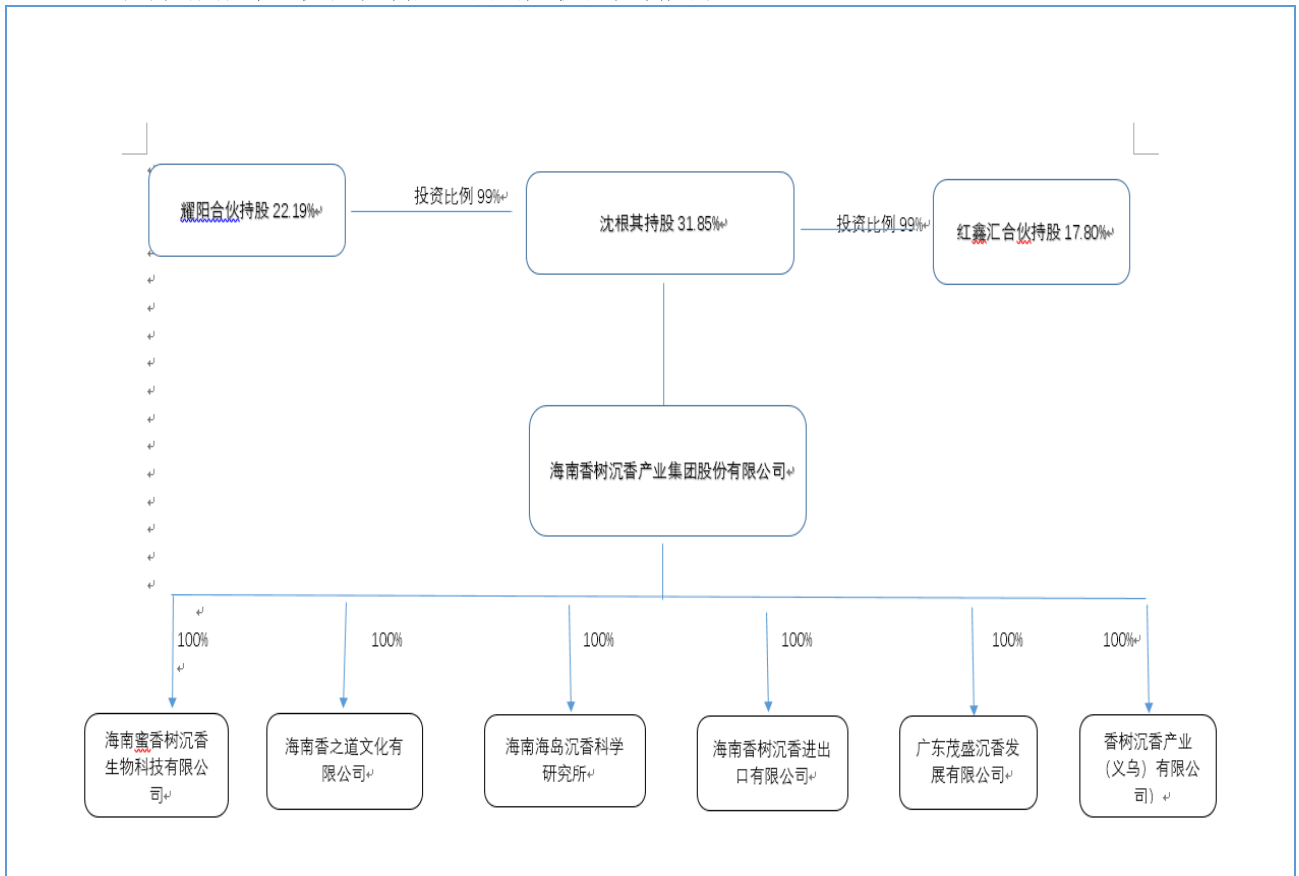 耀阳合伙持股 22.19%
投资比例 99%
沈根其持股 31.85%
投资比例 99%
红鑫汇合伙持股 17.80%
海南香树沉香产业集团股份有限公司
100%
100%
100%
100%
100%
100%
海南蜜香树沉香
生物科技有限公
司
海南香之道文化有
限公司
海南海岛沉香科学
研究所
海南香树沉香进出
口有限公司
广东茂盛沉香发
展有限公司
香树沉香产业
（义乌）有限公
司）